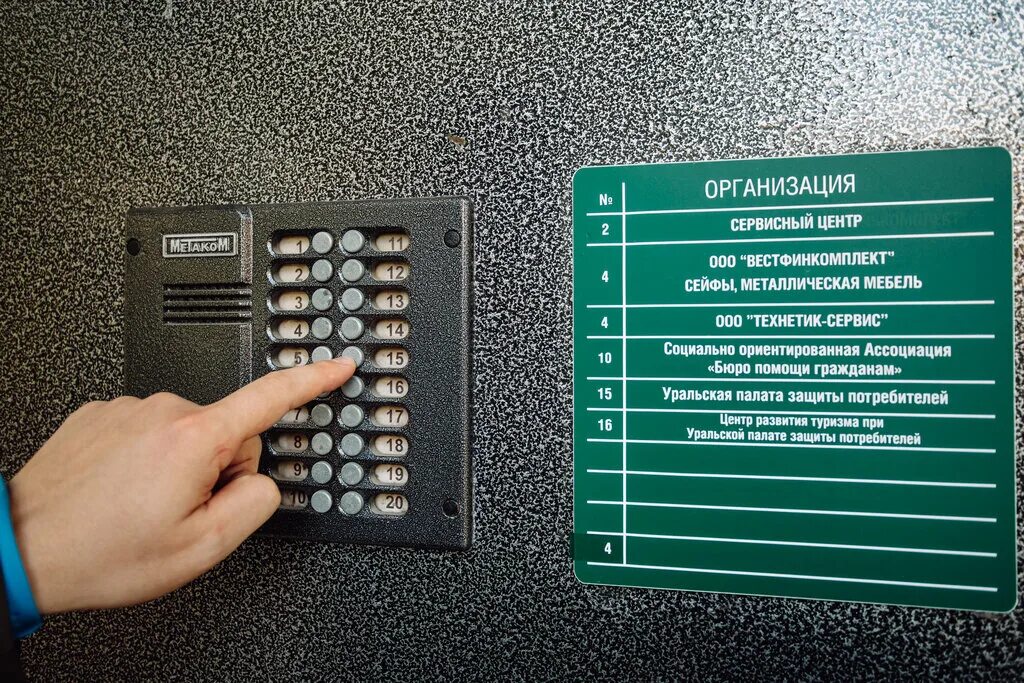 МЕТАКОМ
1 11
2 12
3 13
4 14
5 15
16
7 17
8 18
9 19
10 20
№ ОРГАНИЗАЦИЯ
2 СЕРВИСНЫЙ ЦЕНТР
4 ООО "ВЕСТФИНКОМПЛЕКТ"
СЕЙФЫ, МЕТАЛЛИЧЕСКАЯ МЕБЕЛЬ
4 ООО "ТЕХНЕТИК-СЕРВИС"
10 Социально ориентированная Ассоциация
«Бюро помощи гражданам»
15 Уральская палата защиты потребителей
16 Центр развития туризма при
Уральской палате защиты потребителей
4